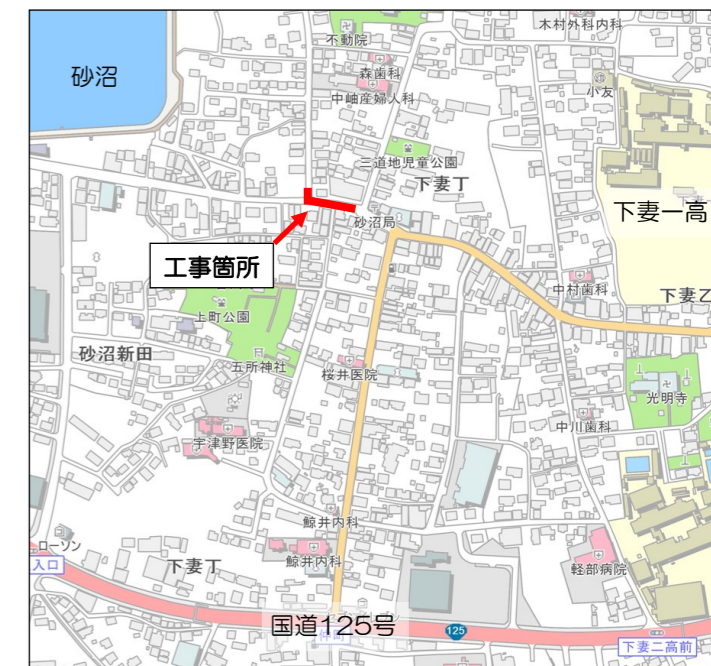 木村外科内科
不動院
砂沼
森歯科
小友
中岫産婦人科
三道地児童公園
下妻丁
下妻一高
砂沼局
工事箇所
中村歯科
下妻乙
上町公園
砂沼新田
五所神社
桜井医院
光明寺
中川歯科
宇津野医院
鯨井内科
ローソン
入口
下妻丁
鯨井内科
軽部病院
国道125号
125
下妻二高前